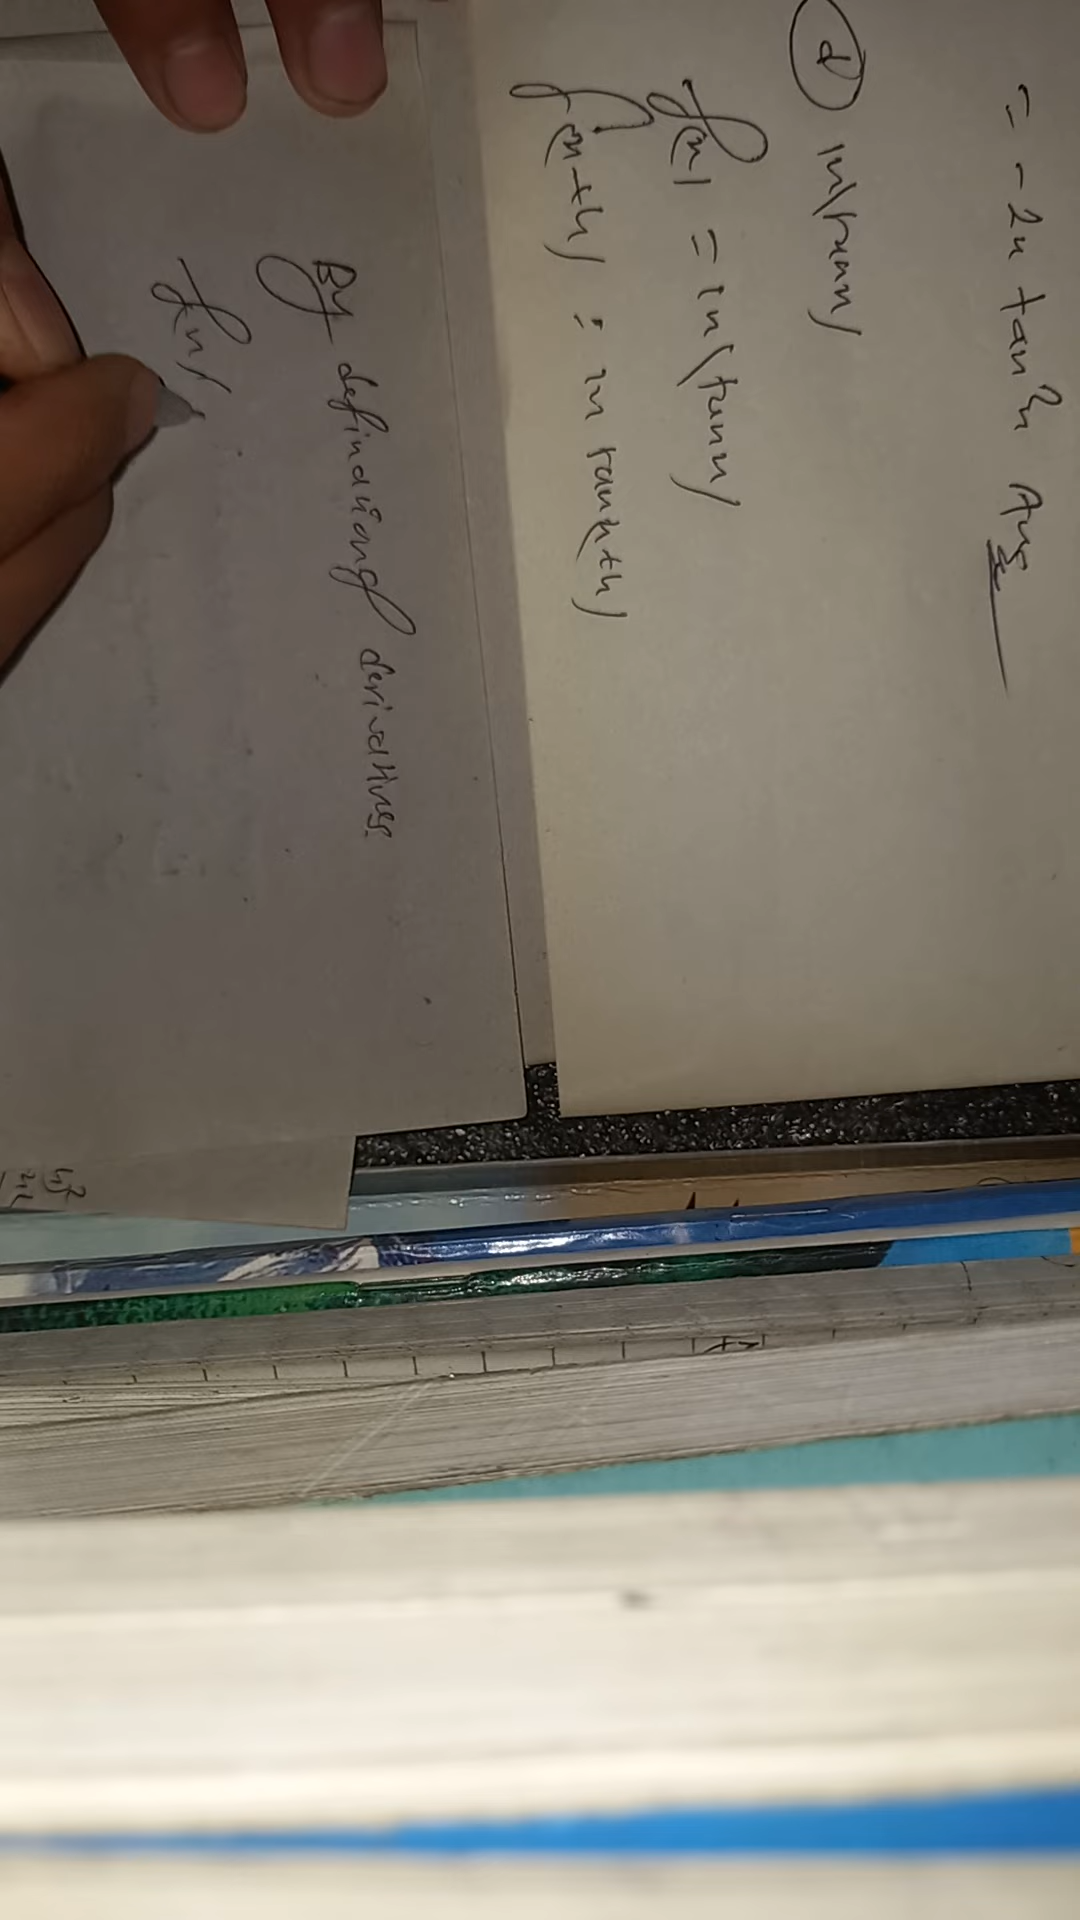 = -2x tan²x Ans
d ln(tanx)
f(x) = ln(tanx)
f(x+h) = ln tan(x+h)
By defination of derivatives.
f(x)